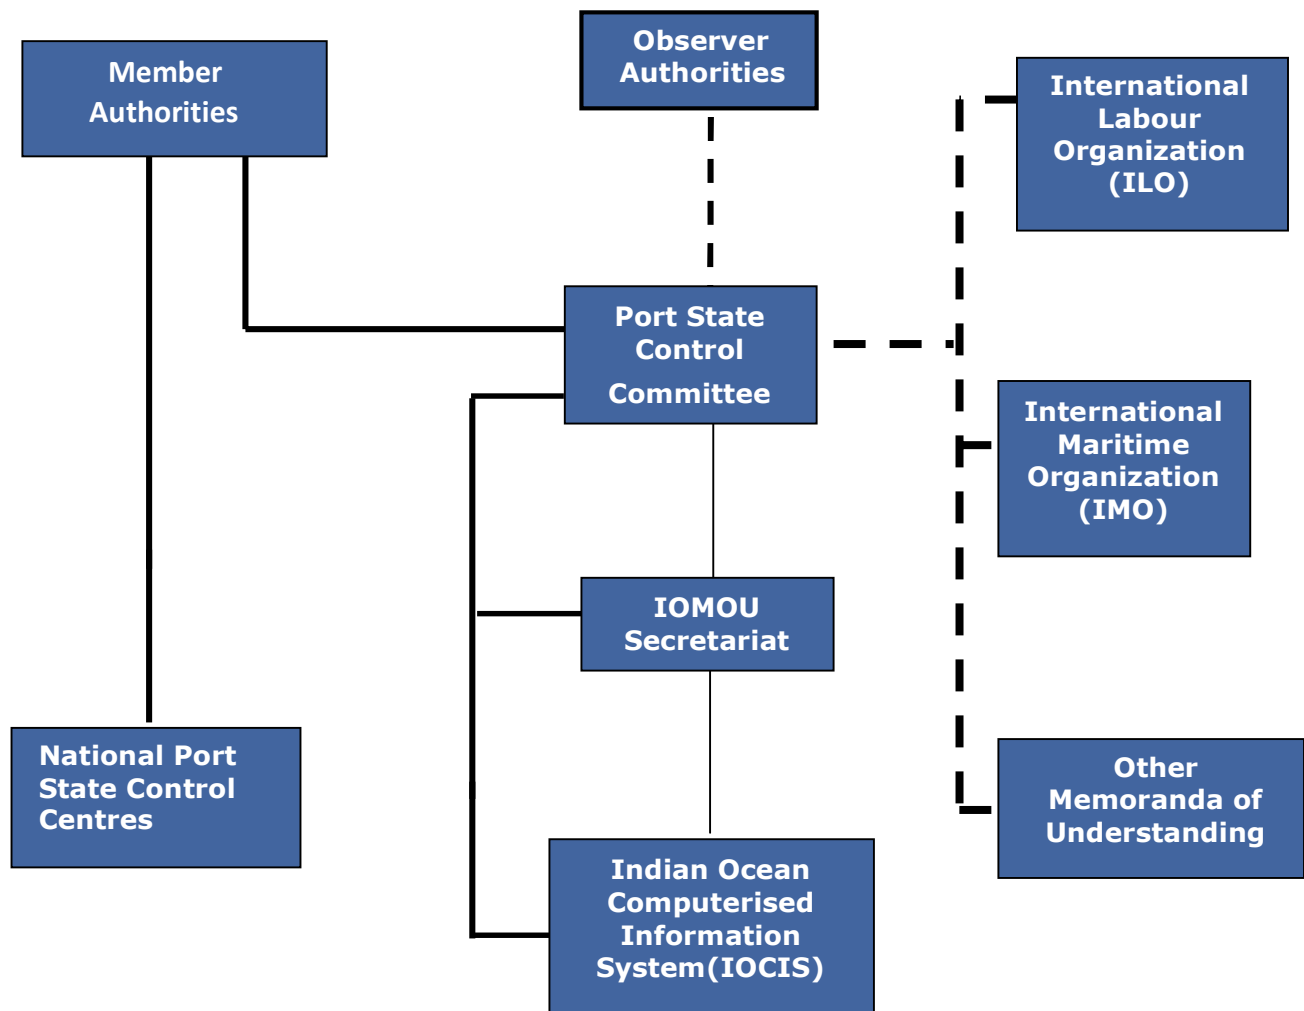 Member
Authorities
Observer
Authorities
International
Labour
Organization
(ILO)
Port State
Control
Committee
International
Maritime
Organization
(IMO)
IOMOU
Secretariat
National Port
State Control
Centres
Other
Memoranda of
Understanding
Indian Ocean
Computerised
Information
System(IOCIS)